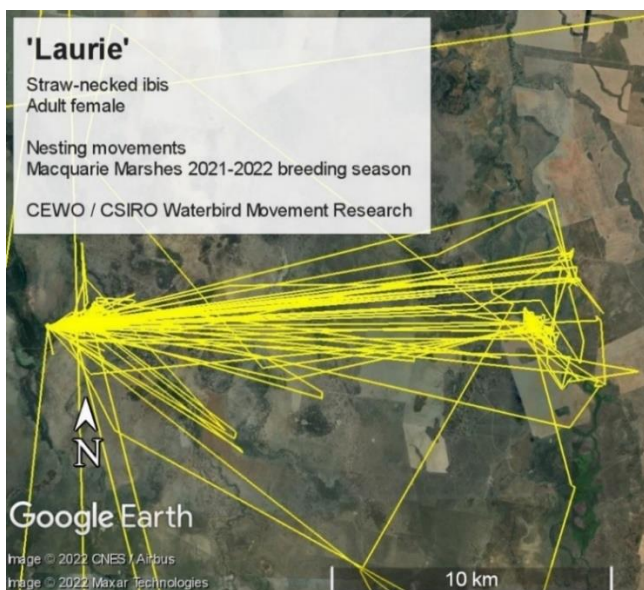 'Laurie'
Straw-necked ibis
Adult female
Nesting movements
Macquarie Marshes 2021-2022 breeding season
CEWO / CSIRO Waterbird Movement Research
N
Google Earth
Image © 2022 CNES / Airbus
Image © 2022 Maxar Technologies
10 km